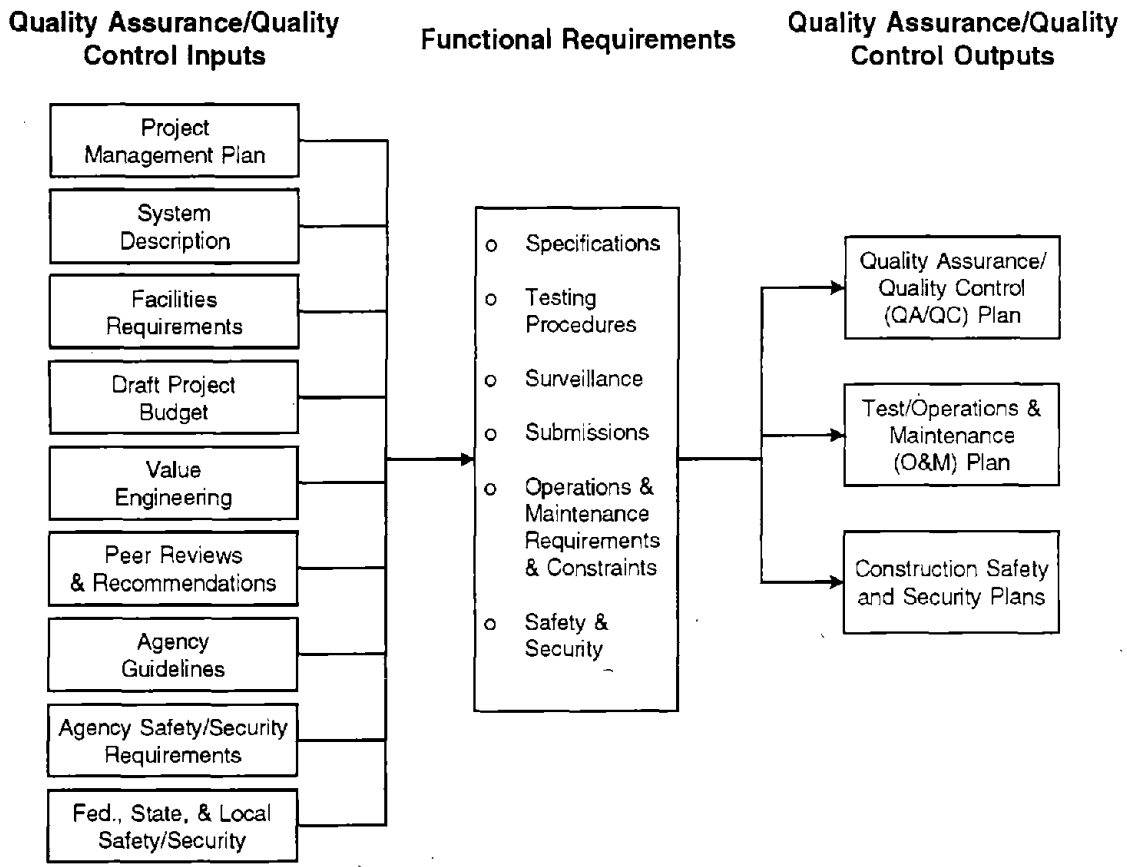 Quality Assurance/Quality
Control Inputs
Functional Requirements
Quality Assurance/Quality
Control Outputs
Project
Management Plan
System
Description
Facilities
Requirements
Draft Project
Budget
Value
Engineering
Peer Reviews
& Recommendations
Agency
Guidelines
Agency Safety/Security
Requirements
Fed., State, & Local
Safety/Security
o Specifications
o Testing
Procedures
o Surveillance
o Submissions
o Operations &
Maintenance
Requirements
& Constraints
o Safety &
Security
Quality Assurance/
Quality Control
(QA/QC) Plan
Test/Operations &
Maintenance
(O&M) Plan
Construction Safety
and Security Plans